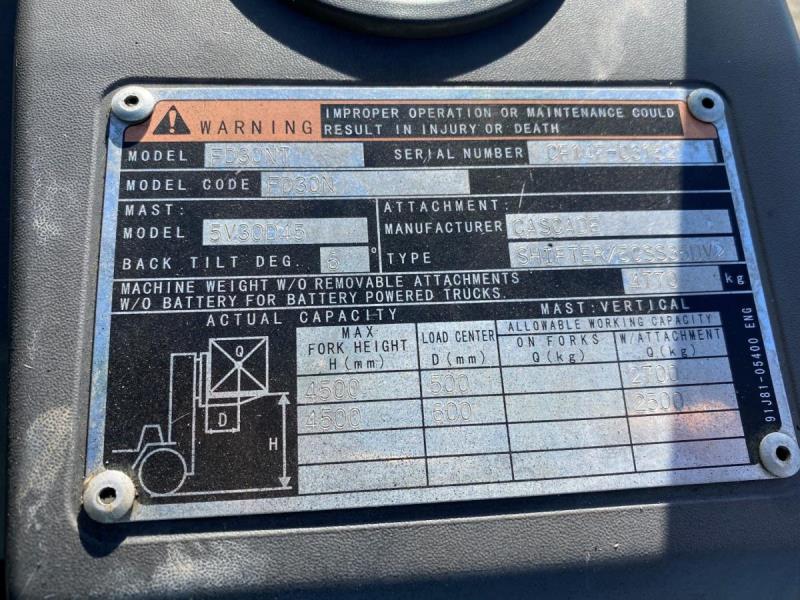 WARNING
IMPROPER OPERATION OR MAINTENANCE COULD
RESULT IN INJURY OR DEATH
MODEL FD30NT SERIAL NUMBER
MODEL CODE FD30N
MAST:
MODEL 5V30D45
BACK TILT DEG. 6°
ATTACHMENT:
MANUFACTURER CASCADE
TYPE
MACHINE WEIGHT W/O REMOVABLE ATTACHMENTS
W/O BATTERY FOR BATTERY POWERED TRUCKS. kg
ACTUAL CAPACITY MAST:VERTICAL
MAX
FORK HEIGHT
H (mm)
LOAD CENTER
D (mm)
ALLOWABLE WORKING CAPACITY
ON FORKS
Q (kg)
W/ATTACHMENT
Q (kg)
4500 500 2700
4500 600 2500
Q
D
H
91J81-05400 ENG